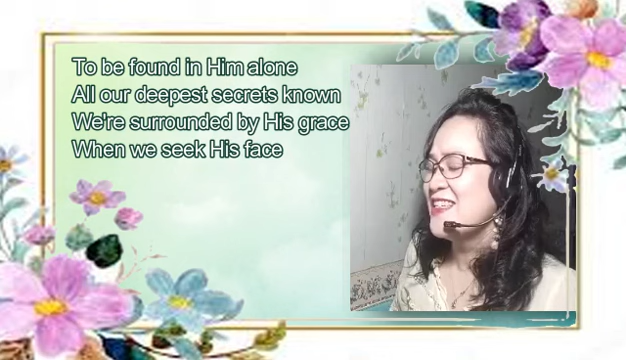 To be found in Him alone
All our deepest secrets known
We're surrounded by His grace
When we seek His face